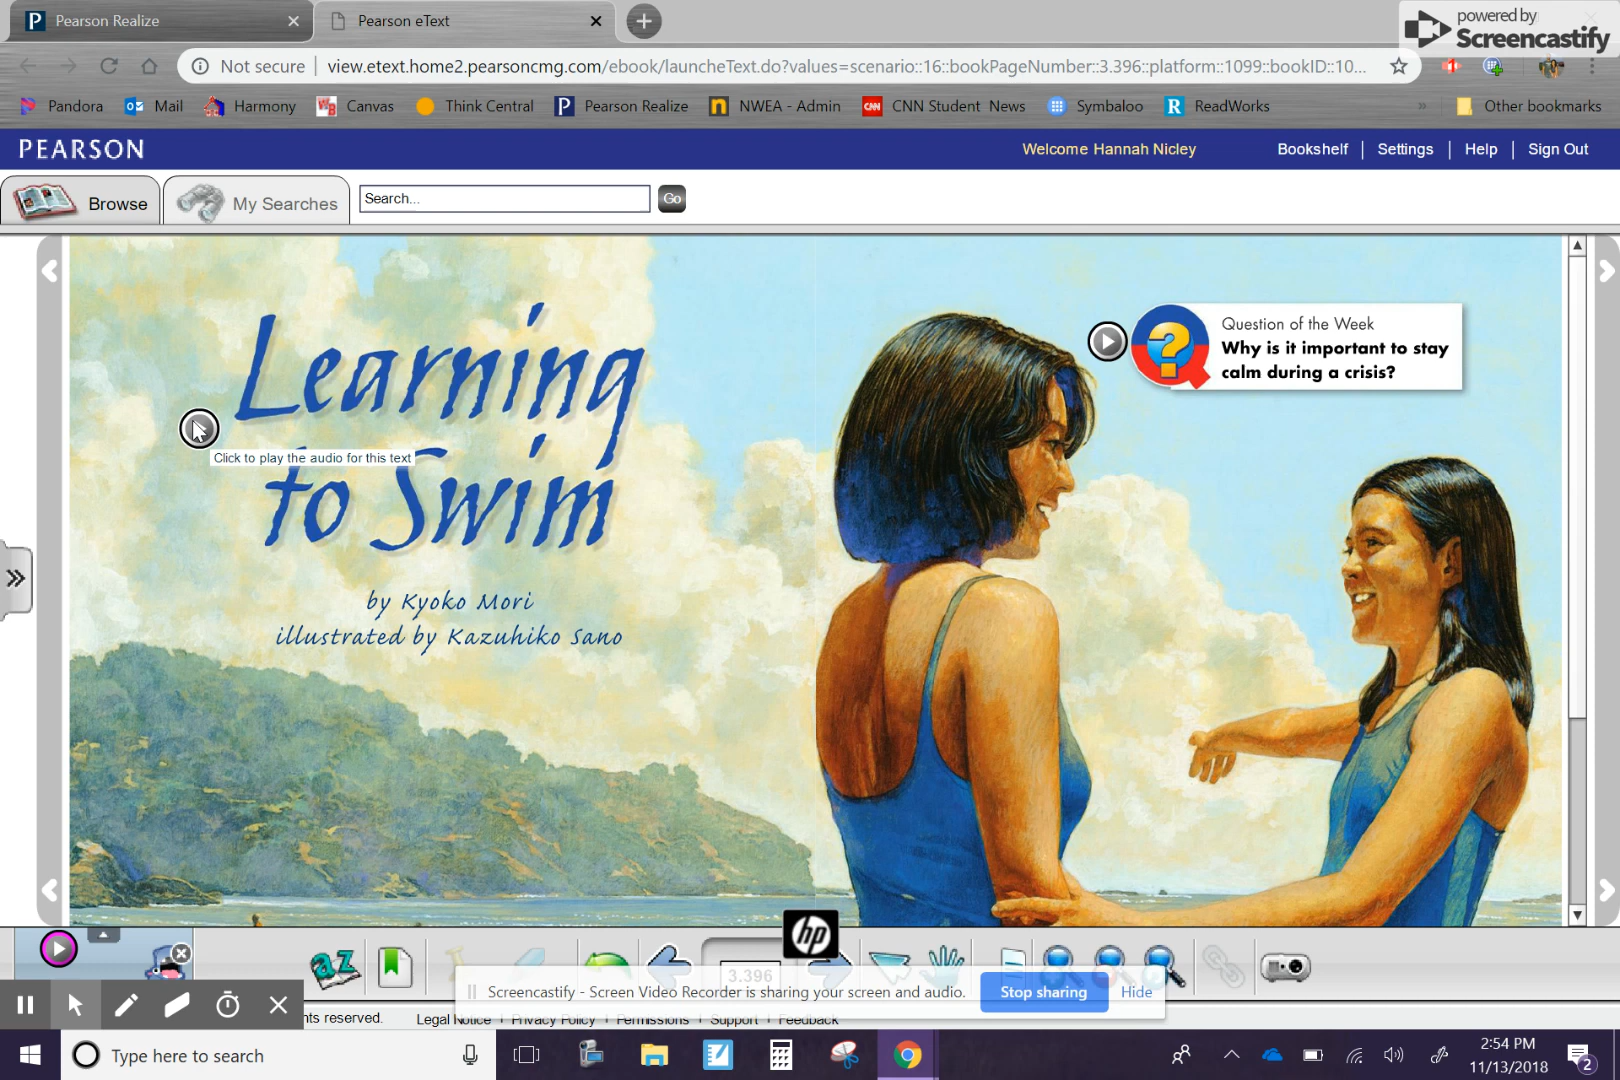 Pearson Realize
Pearson eText
powered by
Screencastify
Not secure
view.etext.home2.pearsoncmg.com/ebook/launcheText.do?values=scenario::16::bookPageNumber::3.396::platform::1099::bookID::10...
Pandora
Mail
Harmony
Canvas
Think Central
Pearson Realize
NWEA - Admin
CNN Student News
Symbaloo
ReadWorks
Other bookmarks
PEARSON
Welcome Hannah Nicley
Bookshelf
Settings
Help
Sign Out
Browse
My Searches
Search...
Go
Learning
to Swim
Click to play the audio for this text
by Kyoko Mori
illustrated by Kazuhiko Sano
Question of the Week
Why is it important to stay
calm during a crisis?
hp
az
3.396
Screencastify - Screen Video Recorder is sharing your screen and audio.
Stop sharing
Hide
nts reserved.
Legal Notice
Privacy Policy
Permissions
Support
Feedback
Type here to search
2:54 PM
11/13/2018
2